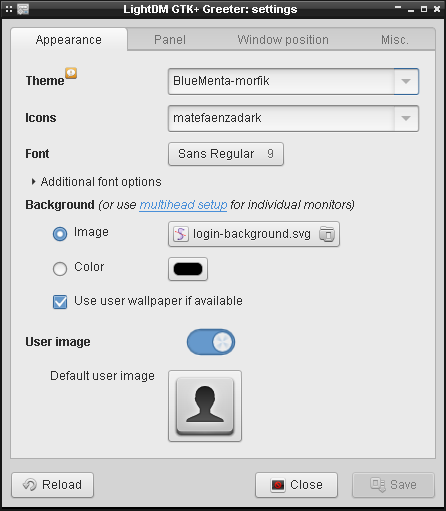 LightDM GTK+ Greeter: settings
Appearance Panel Window position Misc.
Theme BlueMenta-morfik
Icons matefaenzadark
Font Sans Regular 9
Additional font options
Background (or use multihead setup for individual monitors)
Image login-background.svg
Color
Use user wallpaper if available
User image
Default user image
Reload Close Save